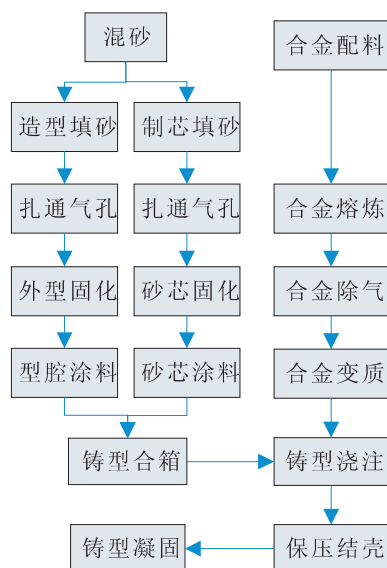 混砂
合金配料
造型填砂
制芯填砂
扎通气孔
扎通气孔
合金熔炼
外型固化
砂芯固化
合金除气
型腔涂料
砂芯涂料
合金变质
铸型合箱
铸型浇注
铸型凝固
保压结壳